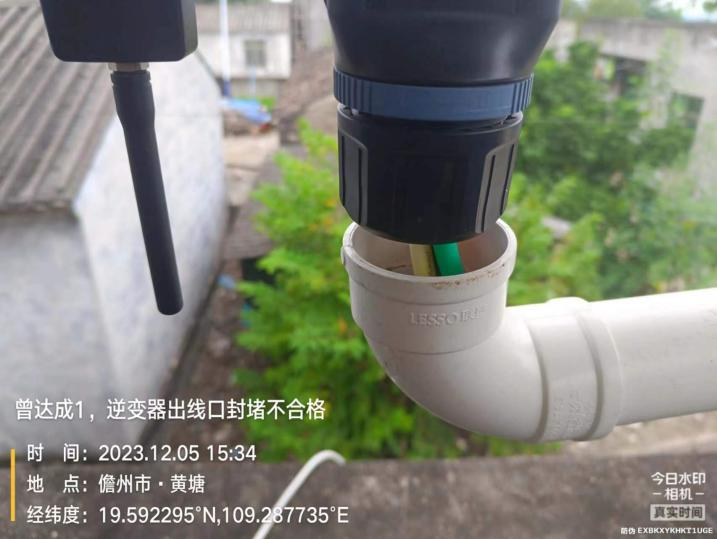 LESSO 联塑
曾达成1，逆变器出线口封堵不合格
时 间：2023.12.05 15:34
地 点：儋州市·黄塘
经纬度：19.592295°N,109.287735°E
今日水印
相机
真实时间
防伪 EXBKXYKHKT1UGE